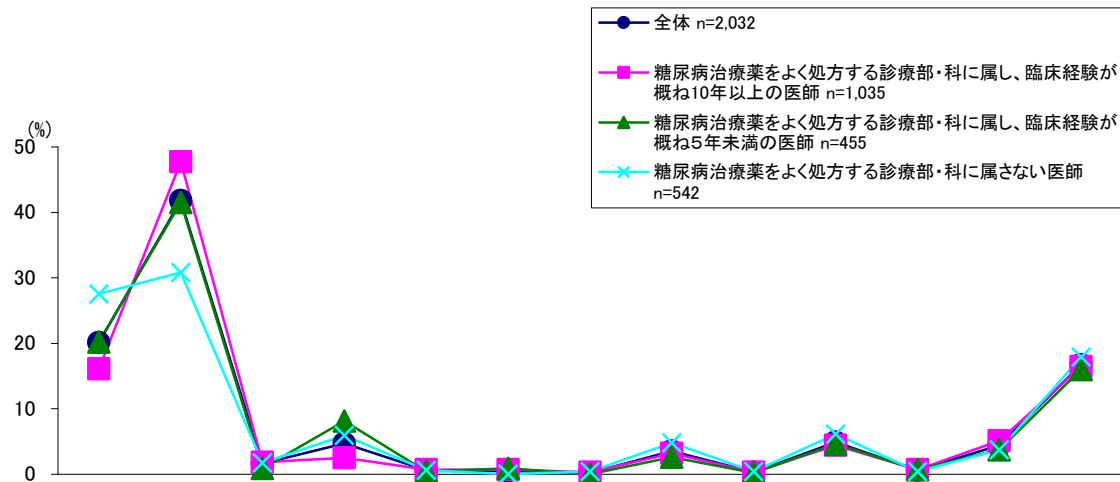 全体 n=2,032
糖尿病治療薬をよく処方する診療部・科に属し、臨床経験が
概ね10年以上の医師 n=1,035
糖尿病治療薬をよく処方する診療部・科に属し、臨床経験が
概ね５年未満の医師 n=455
糖尿病治療薬をよく処方する診療部・科に属さない医師
n=542
(%)
50
40
30
20
10
0